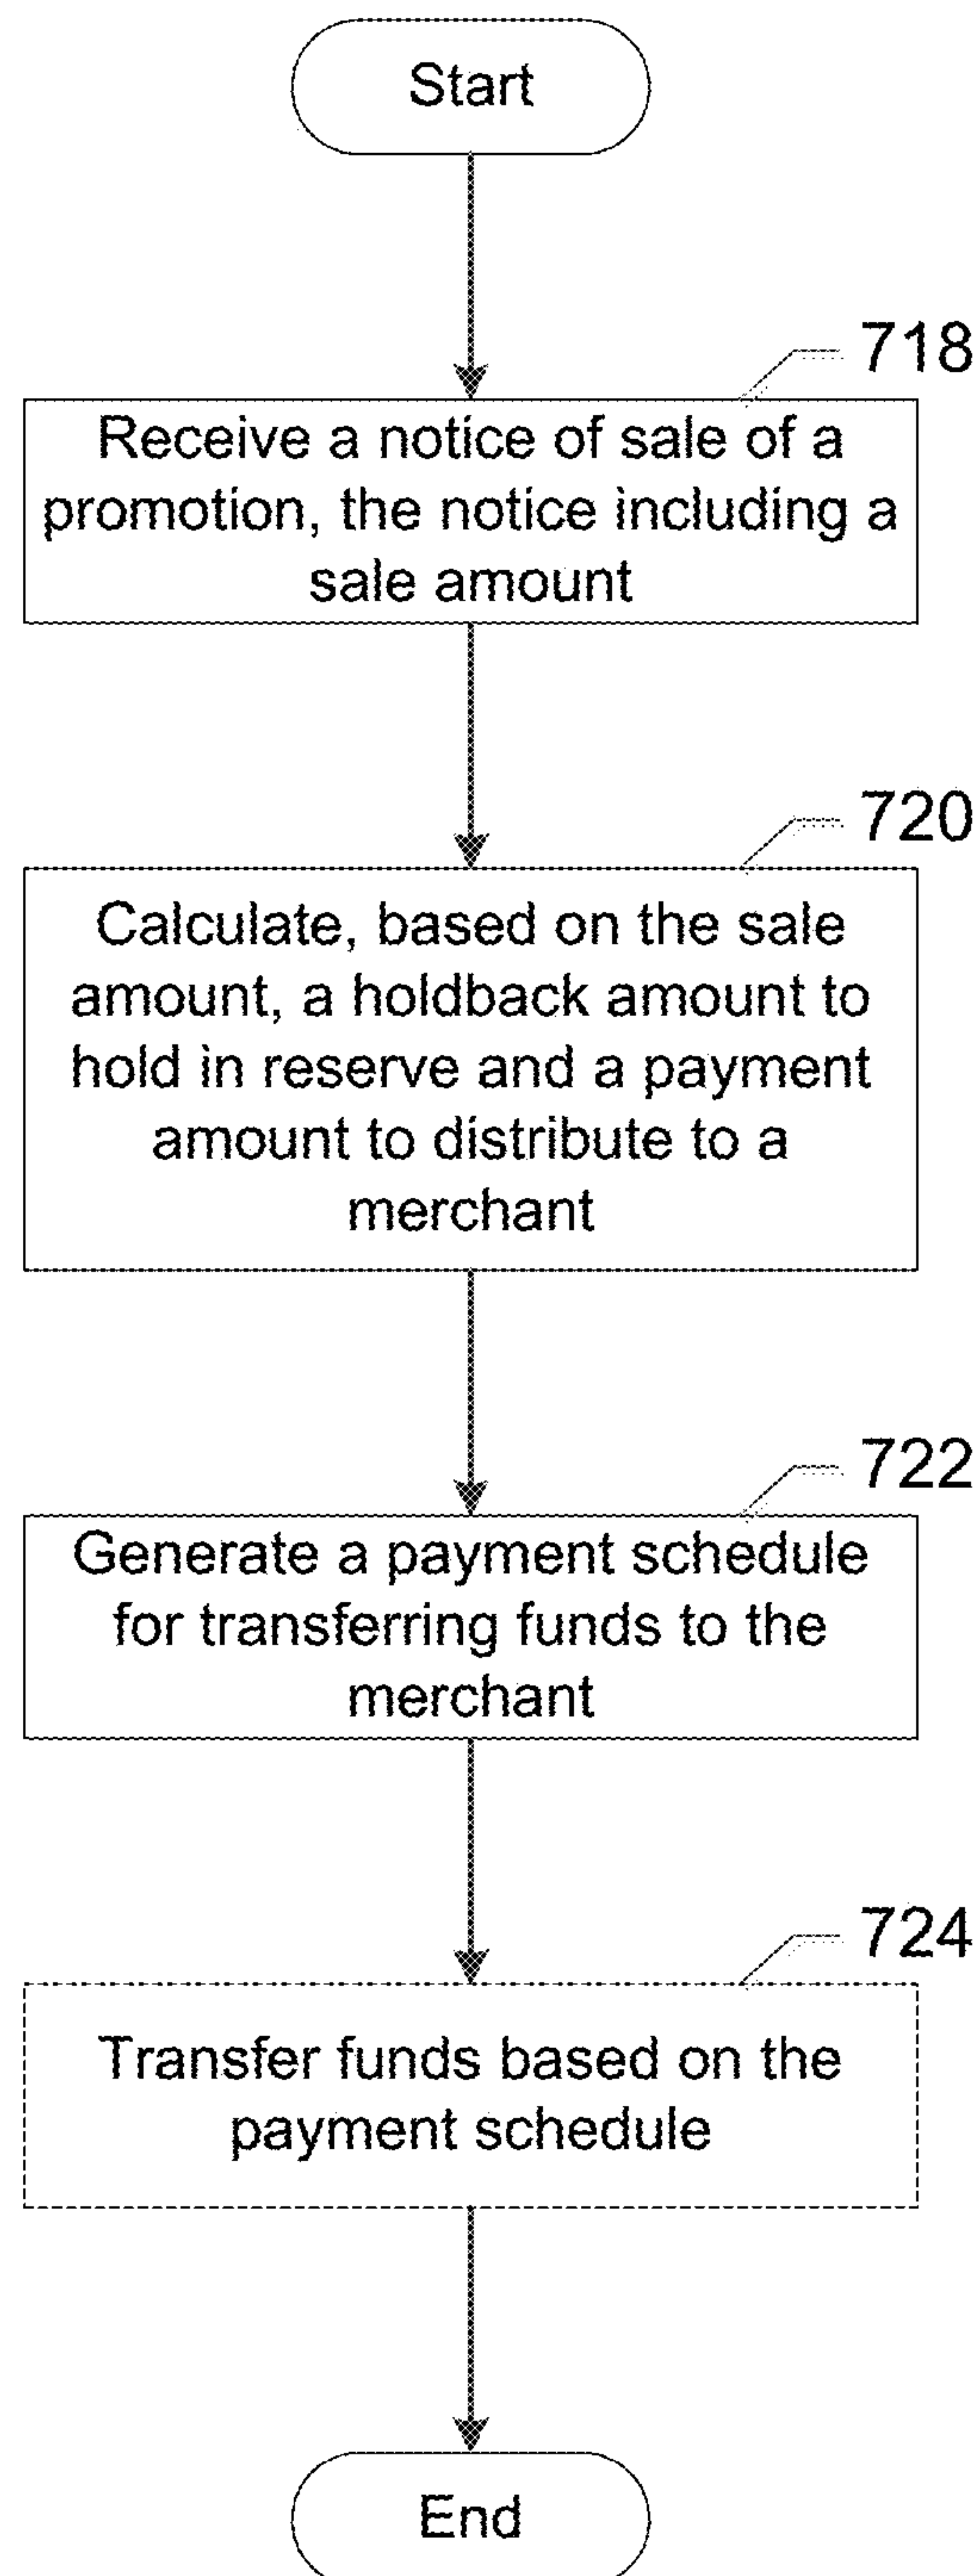 Start
718
Receive a notice of sale of a
promotion, the notice including a
sale amount
720
Calculate, based on the sale
amount, a holdback amount to
hold in reserve and a payment
amount to distribute to a
merchant
722
Generate a payment schedule
for transferring funds to the
merchant
724
Transfer funds based on the
payment schedule
End